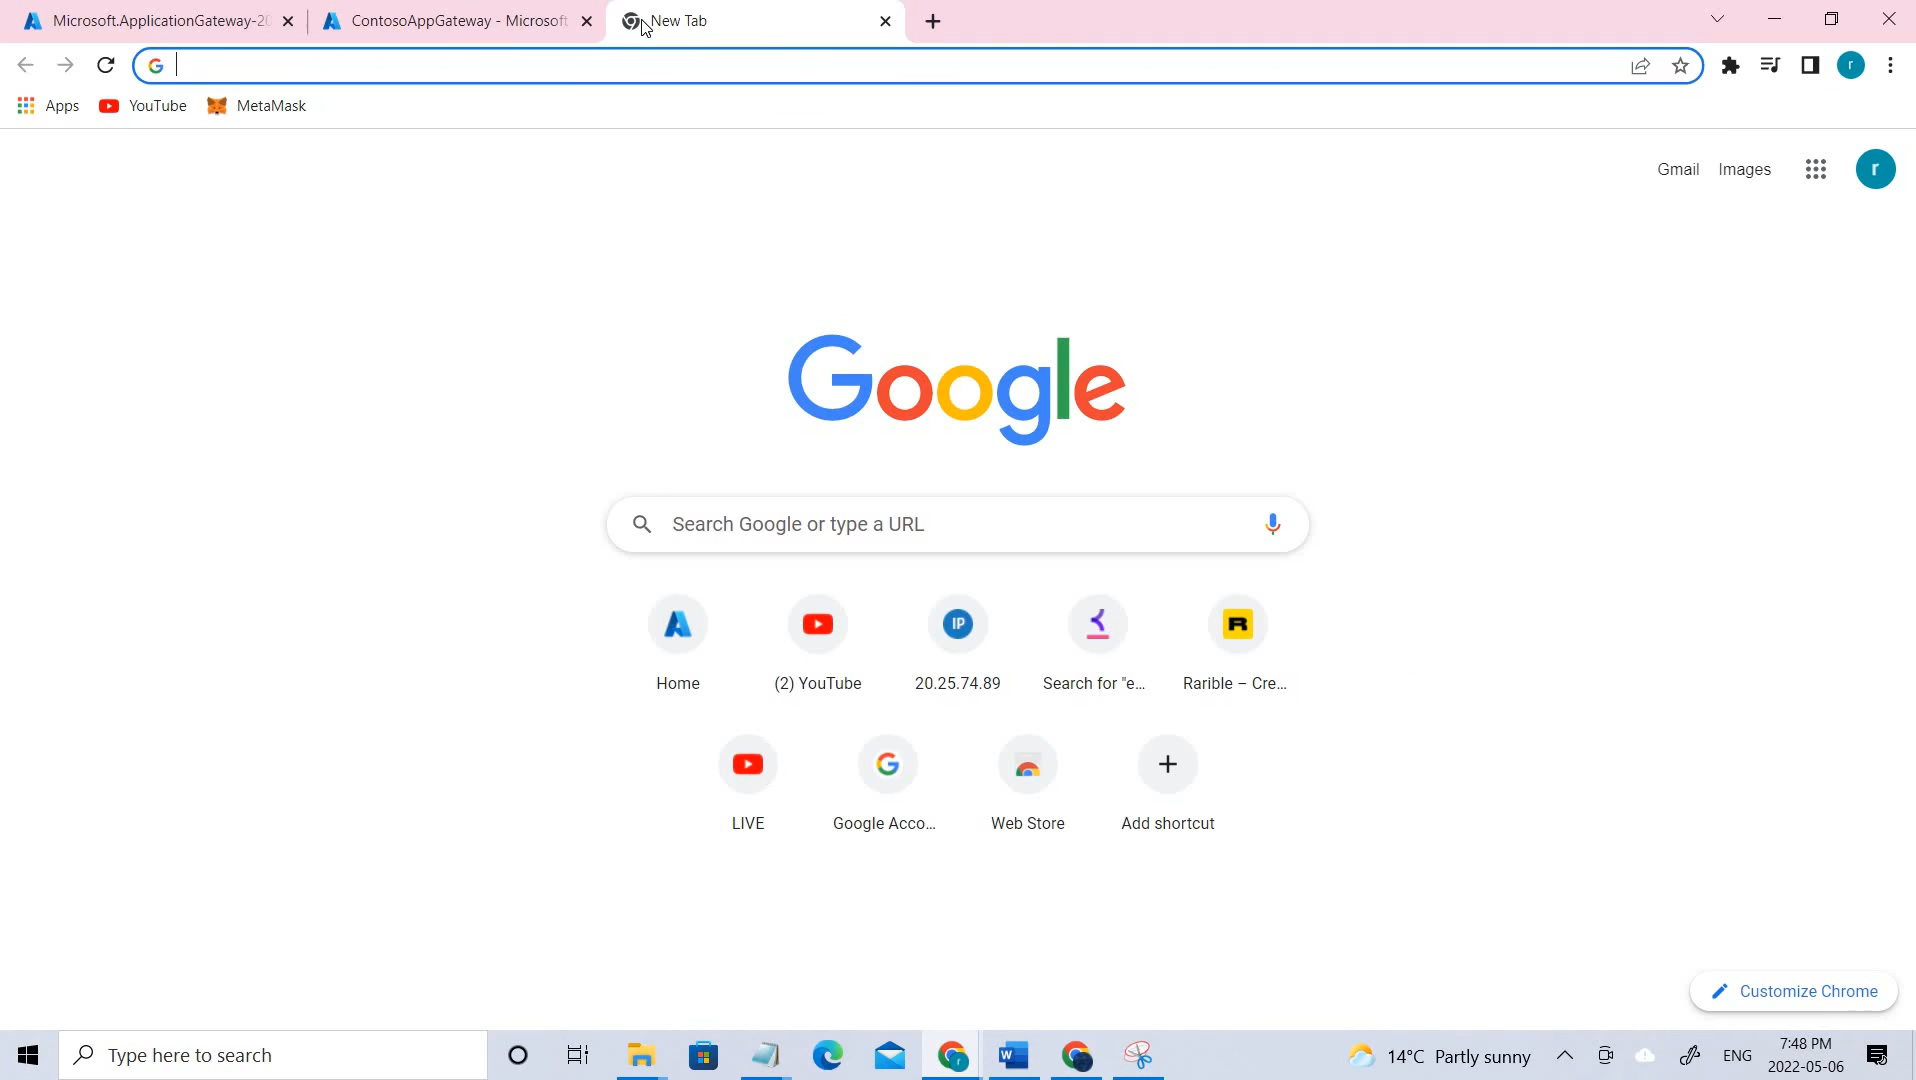 Microsoft.ApplicationGateway-20
ContosoAppGateway - Microsoft
New Tab
r
Apps
YouTube
MetaMask
Gmail
Images
r
Google
Search Google or type a URL
IP
R
Home
(2) YouTube
20.25.74.89
Search for "e...
Rarible – Cre...
LIVE
Google Acco...
Web Store
Add shortcut
Customize Chrome
Type here to search
14°C Partly sunny
ENG
7:48 PM
2022-05-06